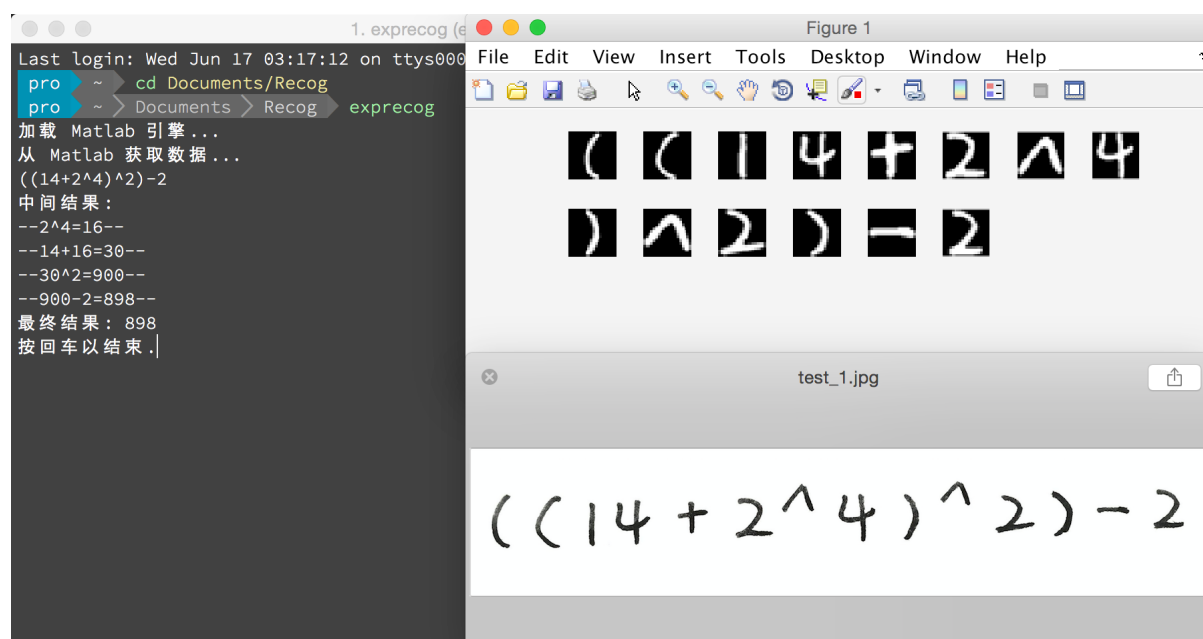 1. exprecog (e
Last login: Wed Jun 17 03:17:12 on ttys000
pro ~ cd Documents/Recog
pro ~ Documents Recog exprecog
加载 Matlab 引擎...
从 Matlab 获取数据...
((14+2^4)^2)-2
中间结果:
--2^4=16--
--14+16=30--
--30^2=900--
--900-2=898--
最终结果: 898
按回车以结束.
Figure 1
File Edit View Insert Tools Desktop Window Help
( ( 1 4 + 2 ^ 4
) ^ 2 ) - 2
test_1.jpg
((14+2^4)^2)-2